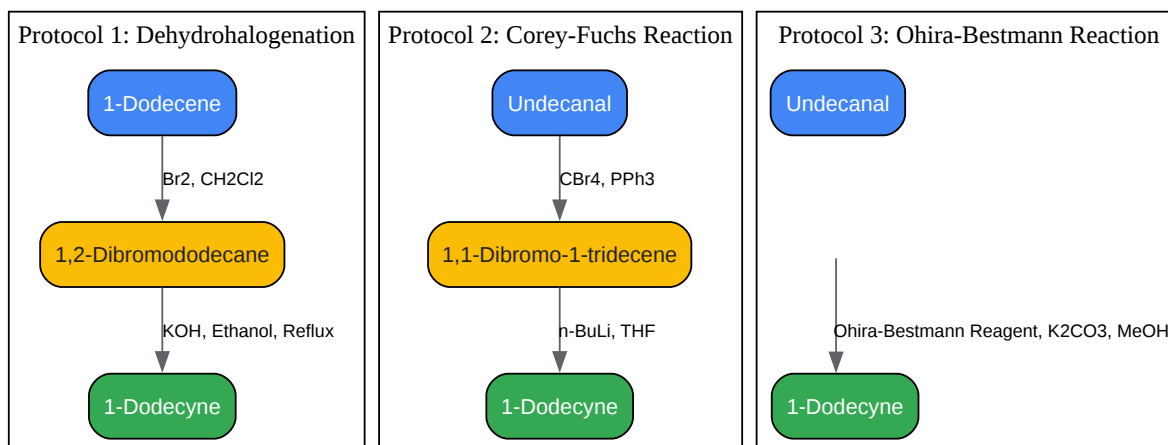 Protocol 1: Dehydrohalogenation
1-Dodecene
Br2, CH2Cl2
1,2-Dibromododecane
KOH, Ethanol, Reflux
1-Dodecyne
Protocol 2: Corey-Fuchs Reaction
Undecanal
CBr4, PPh3
1,1-Dibromo-1-tridecene
n-BuLi, THF
1-Dodecyne
Protocol 3: Ohira-Bestmann Reaction
Undecanal
Ohira-Bestmann Reagent, K2CO3, MeOH
1-Dodecyne